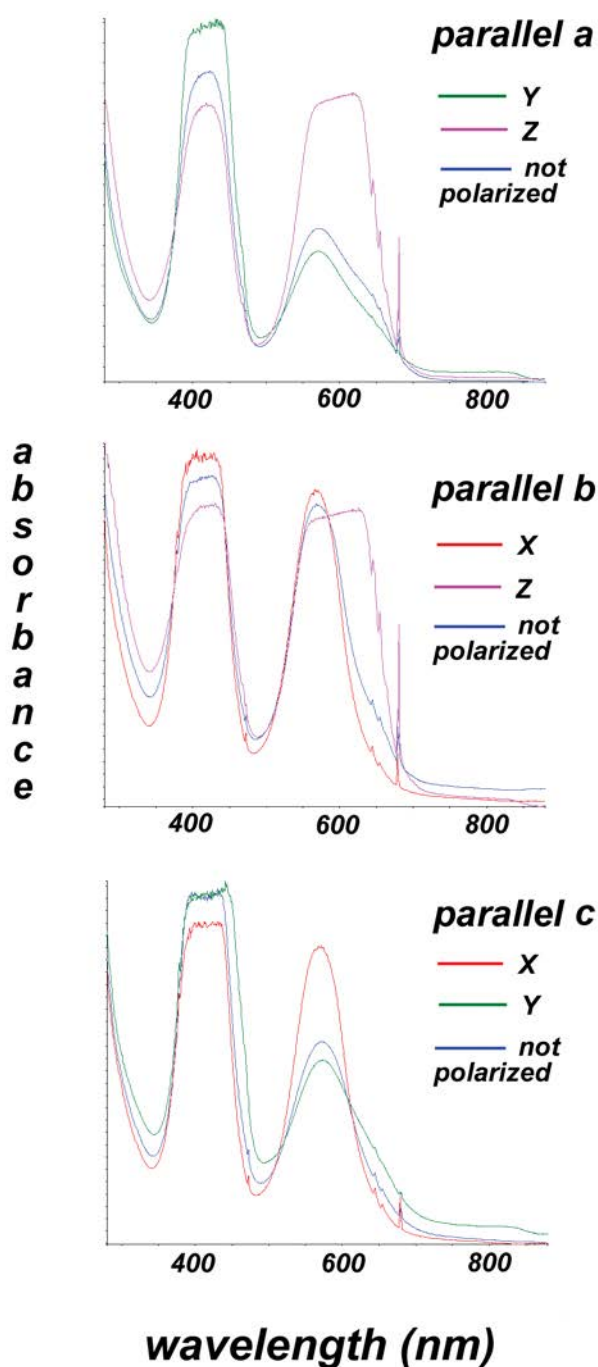 parallel a
Y
Z
not
polarized
400
600
800
absorbance
parallel b
X
Z
not
polarized
400
600
800
parallel c
X
Y
not
polarized
400
600
800
wavelength (nm)